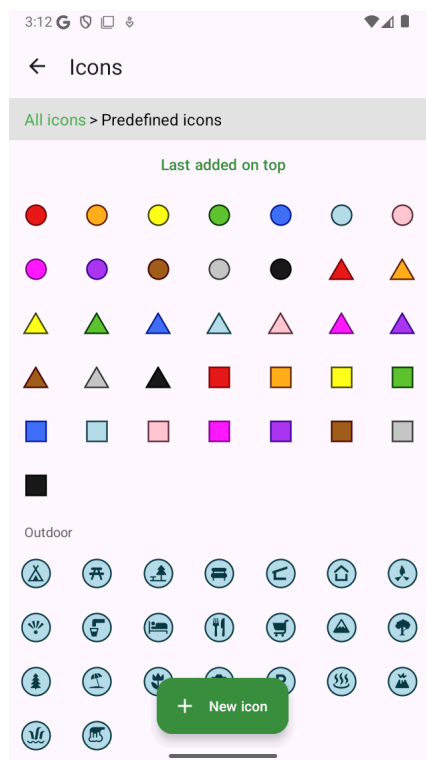 3:12
Icons
All icons > Predefined icons
Last added on top
Outdoor
New icon